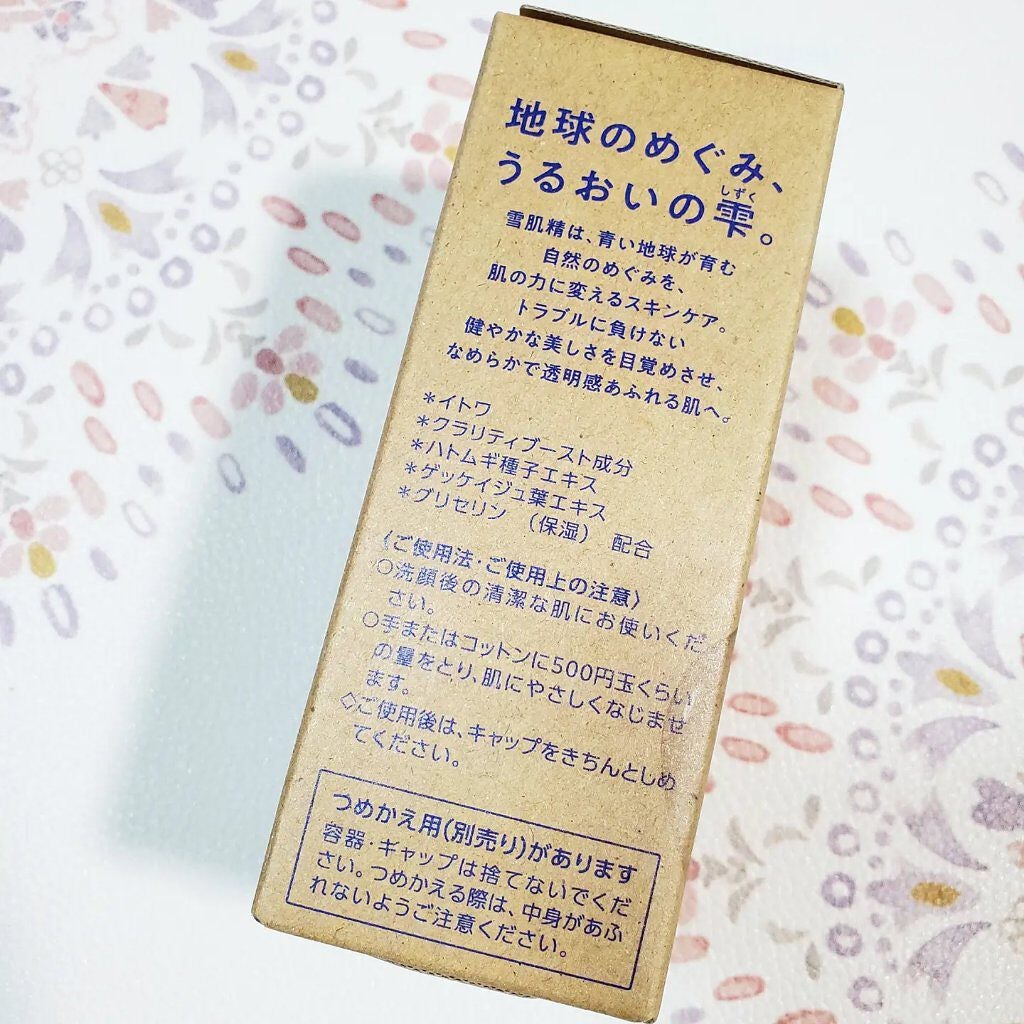 地球のめぐみ、
うるおいの雫。
しずく
雪肌精は、青い地球が育む
自然のめぐみを、
肌の力に変えるスキンケア。
トラブルに負けない
健やかな美しさを目覚めさせ、
なめらかで透明感あふれる肌へ。
＊イトワ
＊クラリティブースト成分
＊ハトムギ種子エキス
＊ゲッケイジュ葉エキス
＊グリセリン （保湿） 配合
〈ご使用法・ご使用上の注意〉
○洗顔後の清潔な肌にお使いくだ
さい。
○手またはコットンに500円玉くらい
の量をとり、肌にやさしくなじませ
ます。
◇ご使用後は、キャップをきちんとしめ
てください。
つめかえ用(別売り)があります
容器・キャップは捨てないでくだ
さい。つめかえる際は、中身があふ
れないようご注意ください。